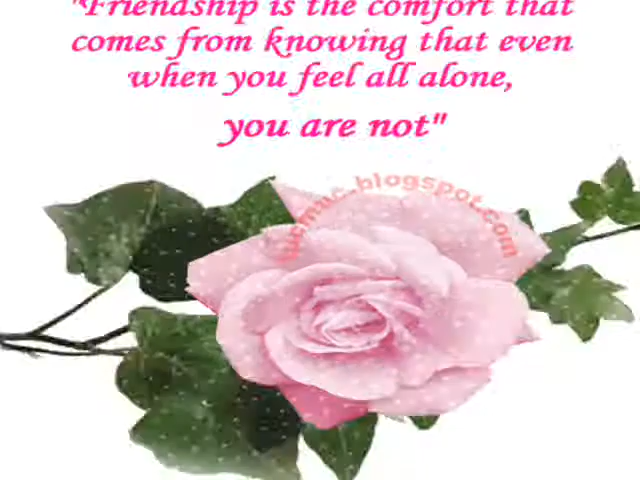 "Friendship is the comfort that
comes from knowing that even
when you feel all alone,
you are not"